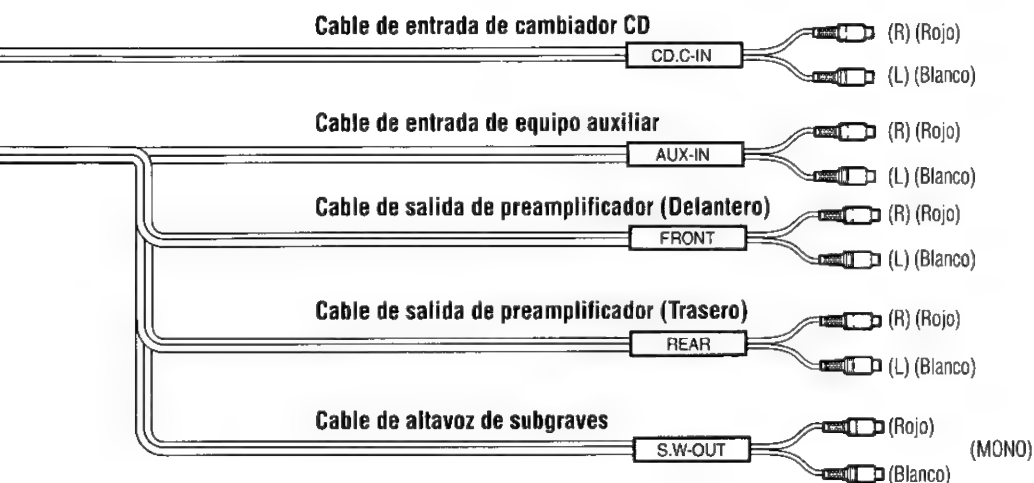 Cable de entrada de cambiador CD
CD.C-IN
(R) (Rojo)
(L) (Blanco)
Cable de entrada de equipo auxiliar
AUX-IN
(R) (Rojo)
(L) (Blanco)
Cable de salida de preamplificador (Delantero)
FRONT
(R) (Rojo)
(L) (Blanco)
Cable de salida de preamplificador (Trasero)
REAR
(R) (Rojo)
(L) (Blanco)
Cable de altavoz de subgraves
S.W-OUT
(Rojo)
(MONO)
(Blanco)